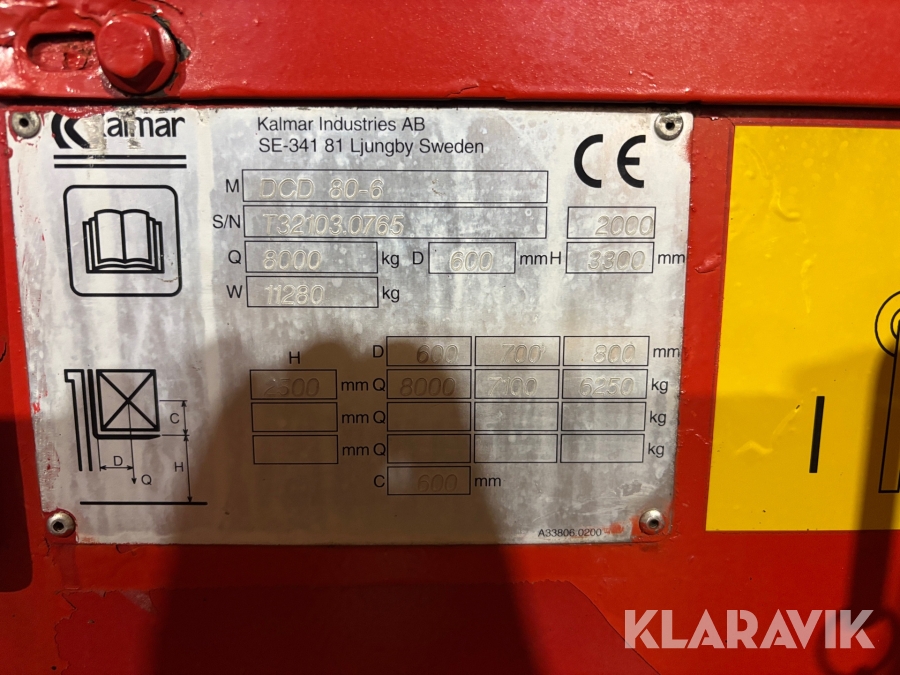 Kalmar
Kalmar Industries AB
SE-341 81 Ljungby Sweden
CE
M DCD 80-6
S/N T32103.0765 2000
Q 8000 kg D 600 mm H 3300 mm
W 11280 kg
H D 600 700 800 mm
2500 mm Q 8000 7100 6250 kg
mm Q kg
mm Q kg
C 600 mm
C
D
H
Q
A33806.0200
I
KLARAVIK